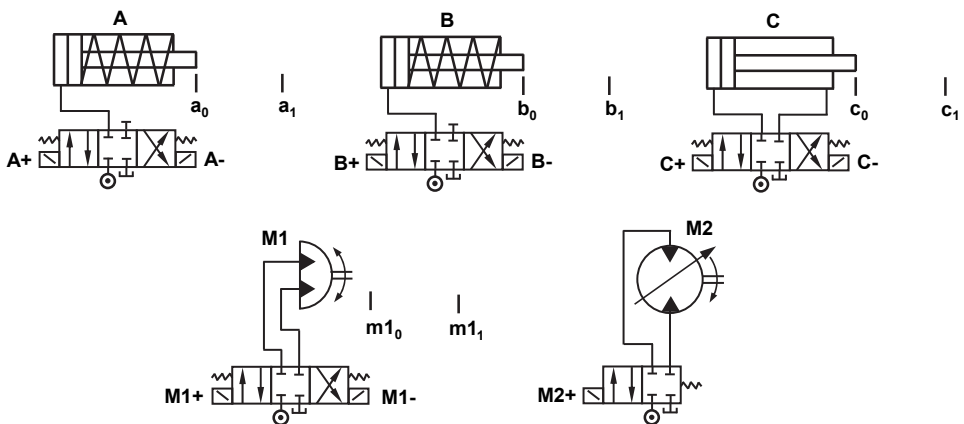 A B C
a0 a1 b0 b1 c0 c1
A+ A- B+ B- C+ C-
M1 M2
m10 m11
M1+ M1- M2+